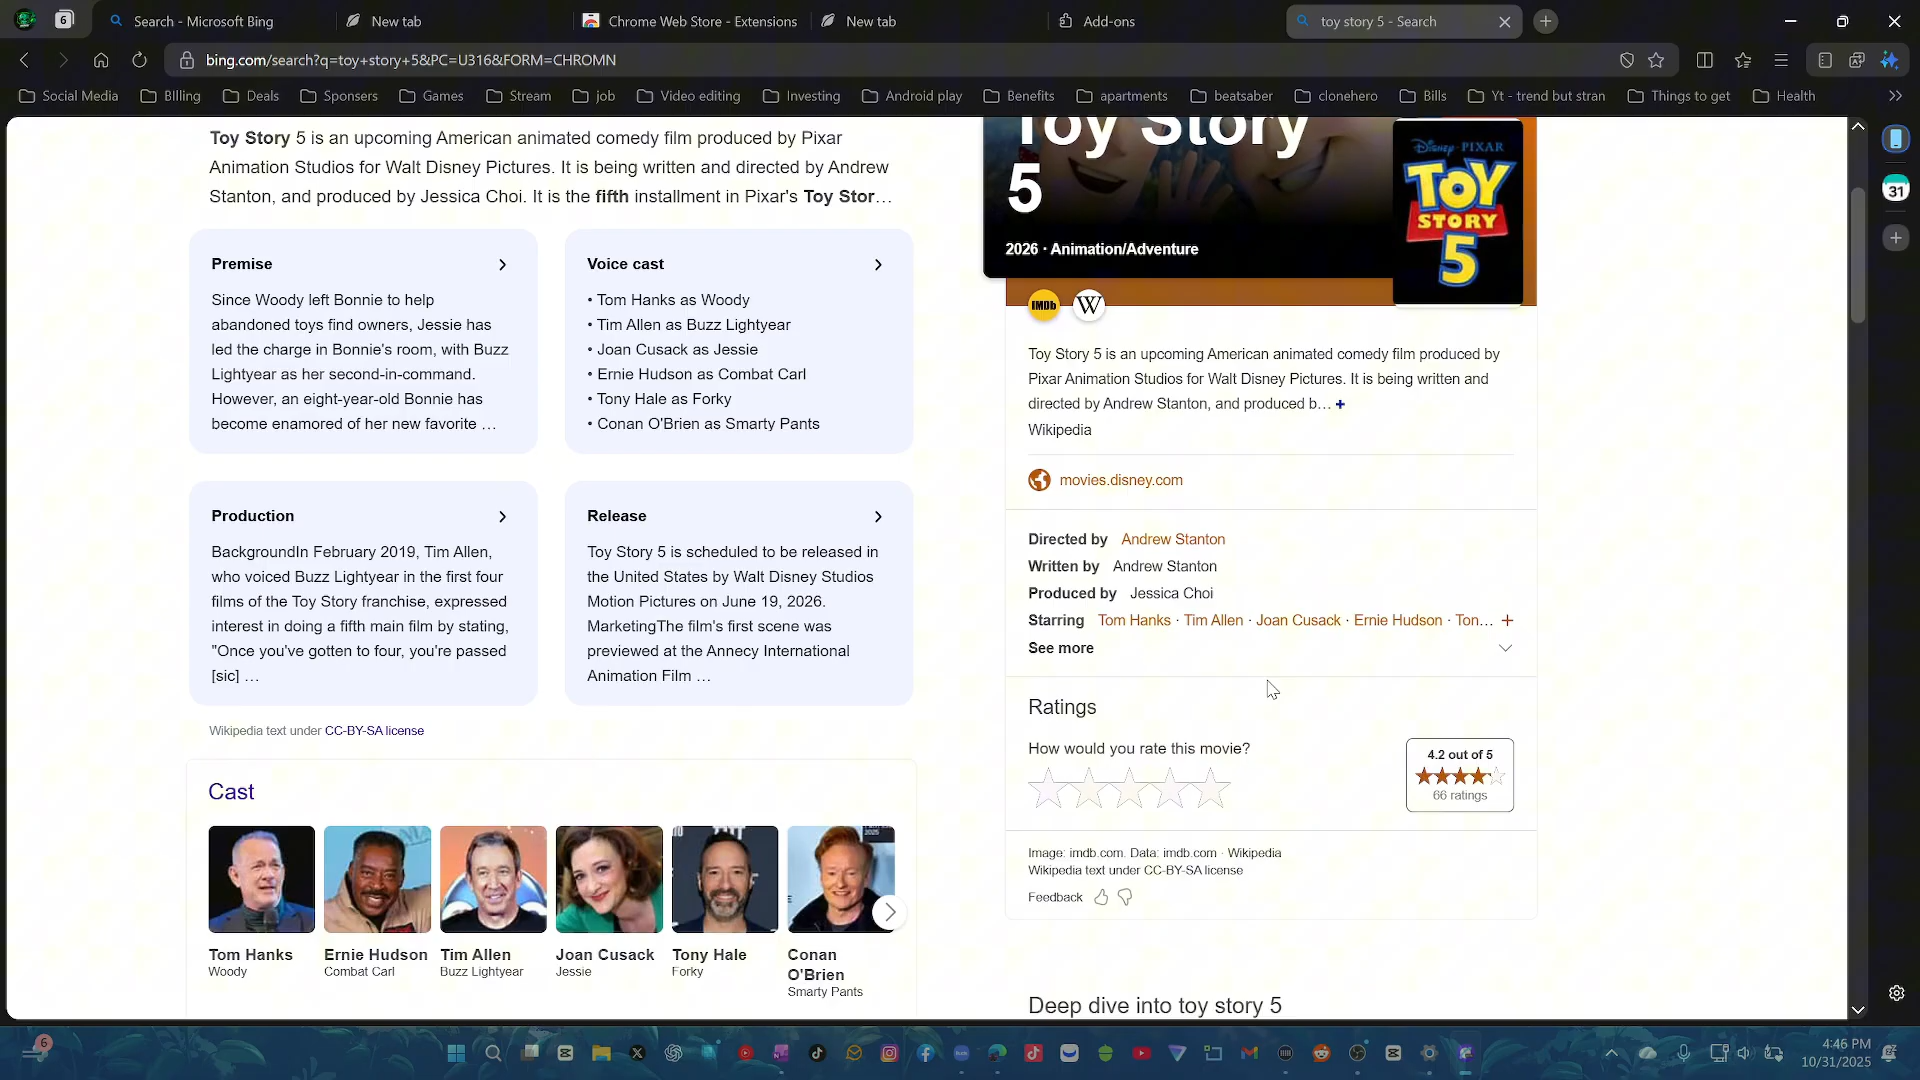 6
Search - Microsoft Bing
New tab
Chrome Web Store - Extensions
New tab
Add-ons
toy story 5 - Search
bing.com/search?q=toy+story+5&PC=U316&FORM=CHROMN
Social Media
BIlling
Deals
Sponsers
Games
Stream
job
Video editing
Investing
Android play
Benefits
apartments
beatsaber
clonehero
Bills
Yt - trend but stran
Things to get
Health
Toy Story 5 is an upcoming American animated comedy film produced by Pixar
Animation Studios for Walt Disney Pictures. It is being written and directed by Andrew
Stanton, and produced by Jessica Choi. It is the fifth installment in Pixar's Toy Stor…
Premise
Since Woody left Bonnie to help
abandoned toys find owners, Jessie has
led the charge in Bonnie's room, with Buzz
Lightyear as her second-in-command.
However, an eight-year-old Bonnie has
become enamored of her new favorite …
Voice cast
• Tom Hanks as Woody
• Tim Allen as Buzz Lightyear
• Joan Cusack as Jessie
• Ernie Hudson as Combat Carl
• Tony Hale as Forky
• Conan O'Brien as Smarty Pants
Production
BackgroundIn February 2019, Tim Allen,
who voiced Buzz Lightyear in the first four
films of the Toy Story franchise, expressed
interest in doing a fifth main film by stating,
"Once you've gotten to four, you're passed
[sic] …
Release
Toy Story 5 is scheduled to be released in
the United States by Walt Disney Studios
Motion Pictures on June 19, 2026.
MarketingThe film's first scene was
previewed at the Annecy International
Animation Film …
Wikipedia text under CC-BY-SA license
Cast
Tom Hanks
Woody
Ernie Hudson
Combat Carl
Tim Allen
Buzz Lightyear
Joan Cusack
Jessie
Tony Hale
Forky
Conan
O'Brien
Smarty Pants
Toy Story
5
2026 · Animation/Adventure
DISNEY · PIXAR
TOY
STORY
5
IMDb
W
Toy Story 5 is an upcoming American animated comedy film produced by
Pixar Animation Studios for Walt Disney Pictures. It is being written and
directed by Andrew Stanton, and produced b… +
Wikipedia
movies.disney.com
Directed by Andrew Stanton
Written by Andrew Stanton
Produced by Jessica Choi
Starring Tom Hanks · Tim Allen · Joan Cusack · Ernie Hudson · Ton… +
See more
Ratings
How would you rate this movie?
4.2 out of 5
66 ratings
Image: imdb.com. Data: imdb.com · Wikipedia
Wikipedia text under CC-BY-SA license
Feedback
Deep dive into toy story 5
31
6
4:46 PM
10/31/2025